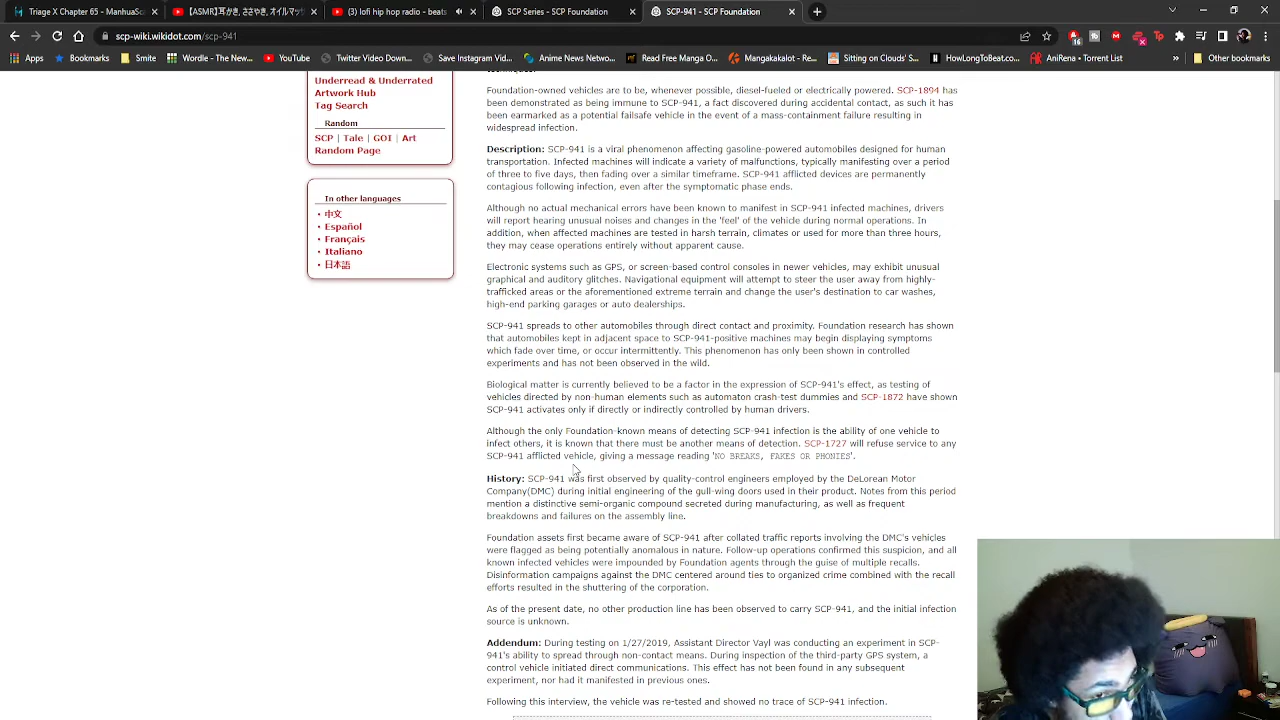 Triage X Chapter 65 - ManhuaSc
【ASMR】耳かき, ささやき, オイルマッサ
(3) lofi hip hop radio - beats
SCP Series - SCP Foundation
SCP-941 - SCP Foundation
scp-wiki.wikidot.com/scp-941
16
Apps
Bookmarks
Smite
Wordle - The New...
YouTube
Twitter Video Down...
Save Instagram Vid...
Anime News Netwo...
Read Free Manga O...
Mangakakalot - Re...
Sitting on Clouds' S...
HowLongToBeat.co...
AniRena - Torrent List
»
Other bookmarks
Underread & Underrated
Artwork Hub
Tag Search
Random
SCP | Tale | GOI | Art
Random Page
In other languages
中文
Español
Français
Italiano
日本語
Foundation-owned vehicles are to be, whenever possible, diesel-fueled or electrically powered. SCP-1894 has
been demonstrated as being immune to SCP-941, a fact discovered during accidental contact, as such it has
been earmarked as a potential failsafe vehicle in the event of a mass-containment failure resulting in
widespread infection.
Description: SCP-941 is a viral phenomenon affecting gasoline-powered automobiles designed for human
transportation. Infected machines will indicate a variety of malfunctions, typically manifesting over a period
of three to five days, then fading over a similar timeframe. SCP-941 afflicted devices are permanently
contagious following infection, even after the symptomatic phase ends.
Although no actual mechanical errors have been known to manifest in SCP-941 infected machines, drivers
will report hearing unusual noises and changes in the 'feel' of the vehicle during normal operations. In
addition, when affected machines are tested in harsh terrain, climates or used for more than three hours,
they may cease operations entirely without apparent cause.
Electronic systems such as GPS, or screen-based control consoles in newer vehicles, may exhibit unusual
graphical and auditory glitches. Navigational equipment will attempt to steer the user away from highly-
trafficked areas or the aforementioned extreme terrain and change the user's destination to car washes,
high-end parking garages or auto dealerships.
SCP-941 spreads to other automobiles through direct contact and proximity. Foundation research has shown
that automobiles kept in adjacent space to SCP-941-positive machines may begin displaying symptoms
which fade over time, or occur intermittently. This phenomenon has only been shown in controlled
experiments and has not been observed in the wild.
Biological matter is currently believed to be a factor in the expression of SCP-941's effect, as testing of
vehicles directed by non-human elements such as automaton crash-test dummies and SCP-1872 have shown
SCP-941 activates only if directly or indirectly controlled by human drivers.
Although the only Foundation-known means of detecting SCP-941 infection is the ability of one vehicle to
infect others, it is known that there must be another means of detection. SCP-1727 will refuse service to any
SCP-941 afflicted vehicle, giving a message reading 'NO BREAKS, FAKES OR PHONIES'.
History: SCP-941 was first observed by quality-control engineers employed by the DeLorean Motor
Company(DMC) during initial engineering of the gull-wing doors used in their product. Notes from this period
mention a distinctive semi-organic compound secreted during manufacturing, as well as frequent
breakdowns and failures on the assembly line.
Foundation assets first became aware of SCP-941 after collated traffic reports involving the DMC's vehicles
were flagged as being potentially anomalous in nature. Follow-up operations confirmed this suspicion, and all
known infected vehicles were impounded by Foundation agents through the guise of multiple recalls.
Disinformation campaigns against the DMC centered around ties to organized crime combined with the recall
efforts resulted in the shuttering of the corporation.
As of the present date, no other production line has been observed to carry SCP-941, and the initial infection
source is unknown.
Addendum: During testing on 1/27/2019, Assistant Director Vayl was conducting an experiment in SCP-
941's ability to spread through non-contact means. During inspection of the third-party GPS system, a
control vehicle initiated direct communications. This effect has not been found in any subsequent
experiment, nor had it manifested in previous ones.
Following this interview, the vehicle was re-tested and showed no trace of SCP-941 infection.